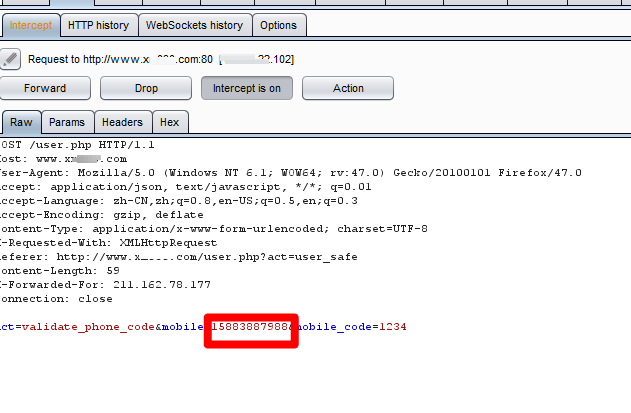 Intercept HTTP history WebSockets history Options
Request to http://www.x .com:80 [ .102]
Forward Drop Intercept is on Action
Raw Params Headers Hex
OST /user.php HTTP/1.1
ost: www.xm .com
ser-Agent: Mozilla/5.0 (Windows NT 6.1; WOW64; rv:47.0) Gecko/20100101 Firefox/47.0
ccept: application/json, text/javascript, */*; q=0.01
ccept-Language: zh-CN,zh;q=0.8,en-US;q=0.5,en;q=0.3
ccept-Encoding: gzip, deflate
ontent-Type: application/x-www-form-urlencoded; charset=UTF-8
-Requested-With: XMLHttpRequest
eferer: http://www.x .com/user.php?act=user_safe
ontent-Length: 59
-Forwarded-For: 211.162.78.177
onnection: close
ct=validate_phone_code&mobile=15883887988&mobile_code=1234